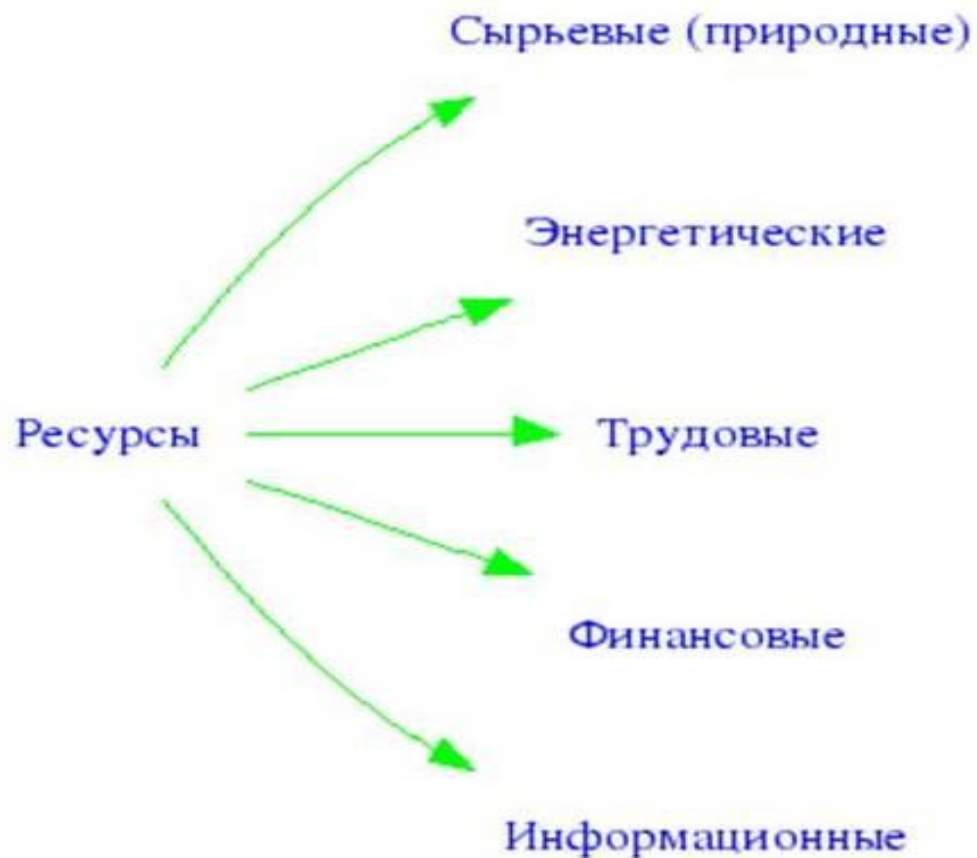 Сырьевые (природные)
Энергетические
Ресурсы
Трудовые
Финансовые
Информационные